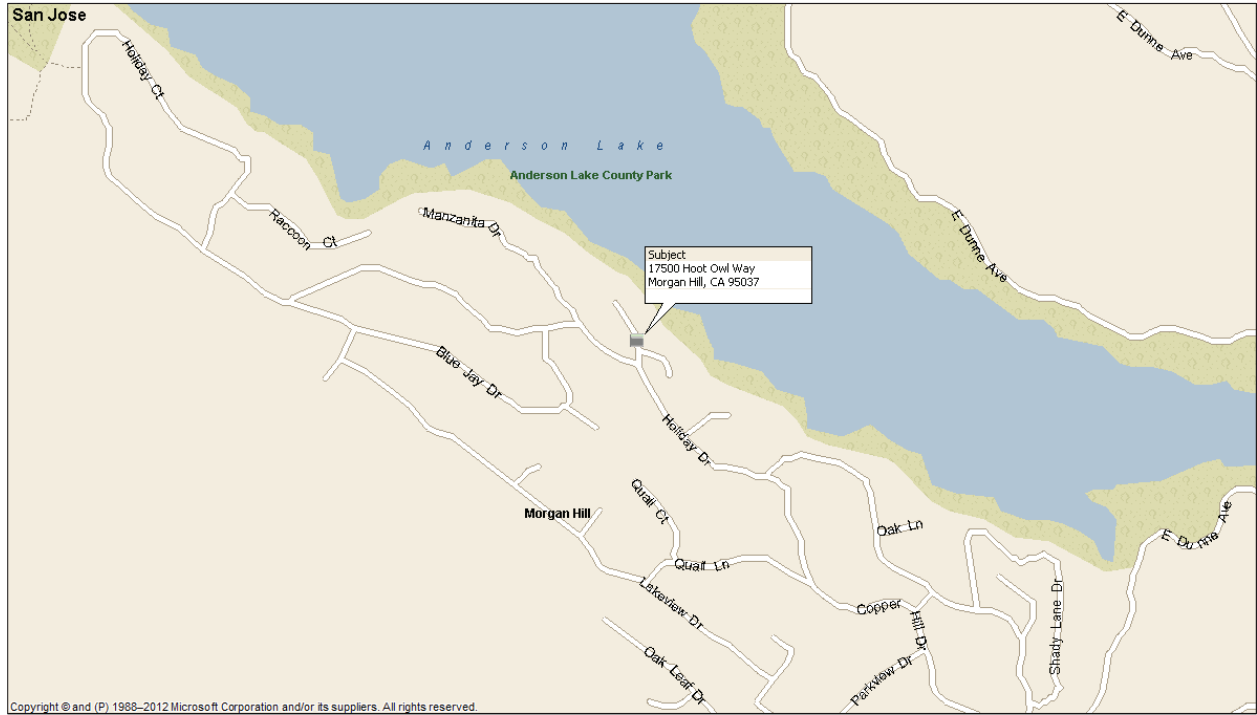 San Jose
E Dunne Ave
Holiday Ct
Anderson Lake
Anderson Lake County Park
Raccoon Ct
Manzanita Dr
E Dunne Ave
Subject
17500 Hoot Owl Way
Morgan Hill, CA 95037
Blue Jay Dr
Holiday Dr
Quail Ct
Morgan Hill
Oak Ln
E Dunne Ave
Quail Ln
Lakeview Dr
Copper Hill Dr
Shady Lane Dr
Oak Leaf Dr
Parkview Dr
Copyright © and (P) 1988–2012 Microsoft Corporation and/or its suppliers. All rights reserved.